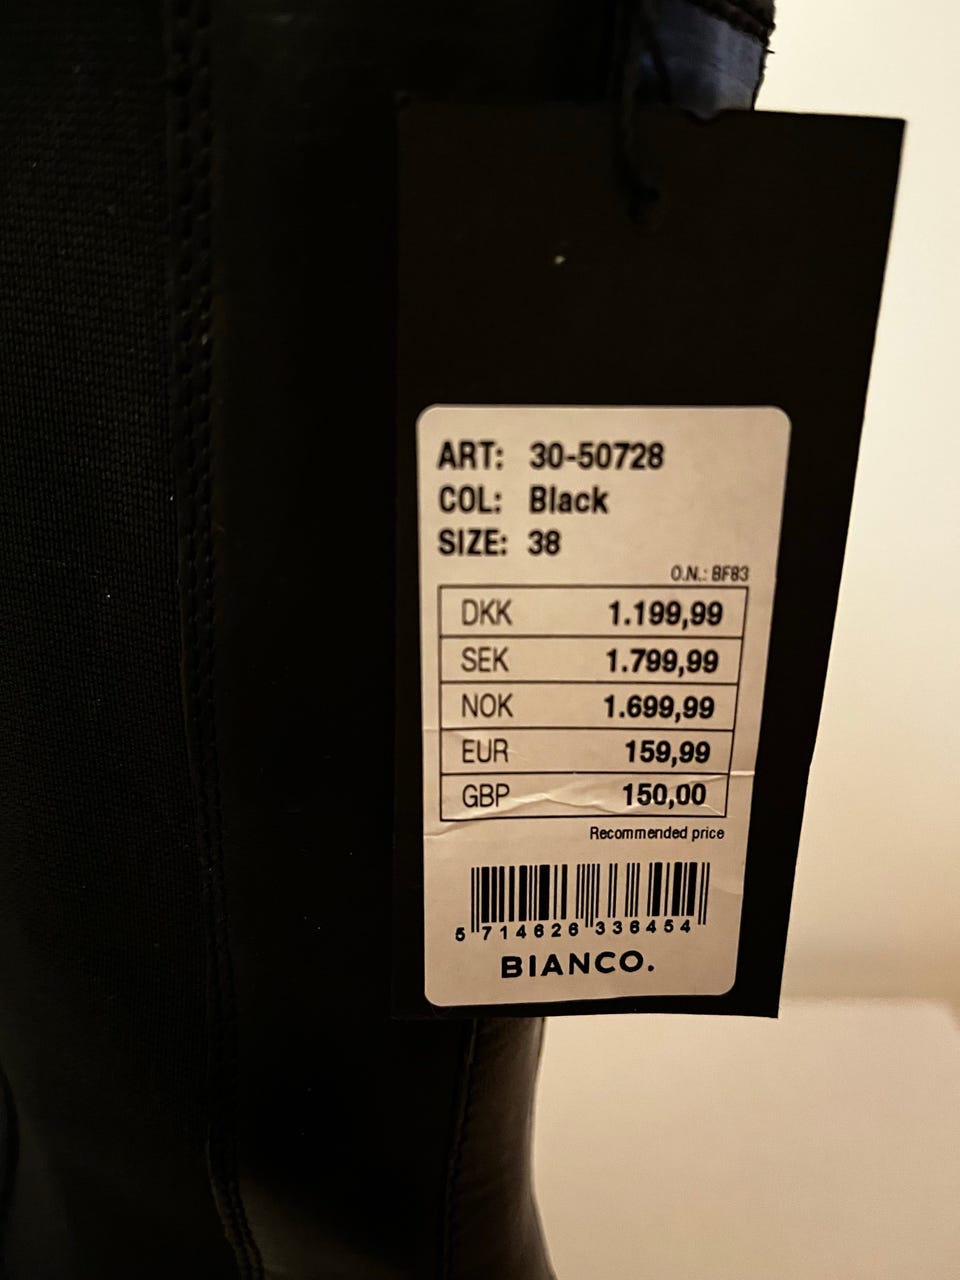 ART: 30-50728
COL: Black
SIZE: 38
O.N.: BF83
DKK 1.199,99
SEK 1.799,99
NOK 1.699,99
EUR 159,99
GBP 150,00
Recommended price
5 714626 336454
BIANCO.